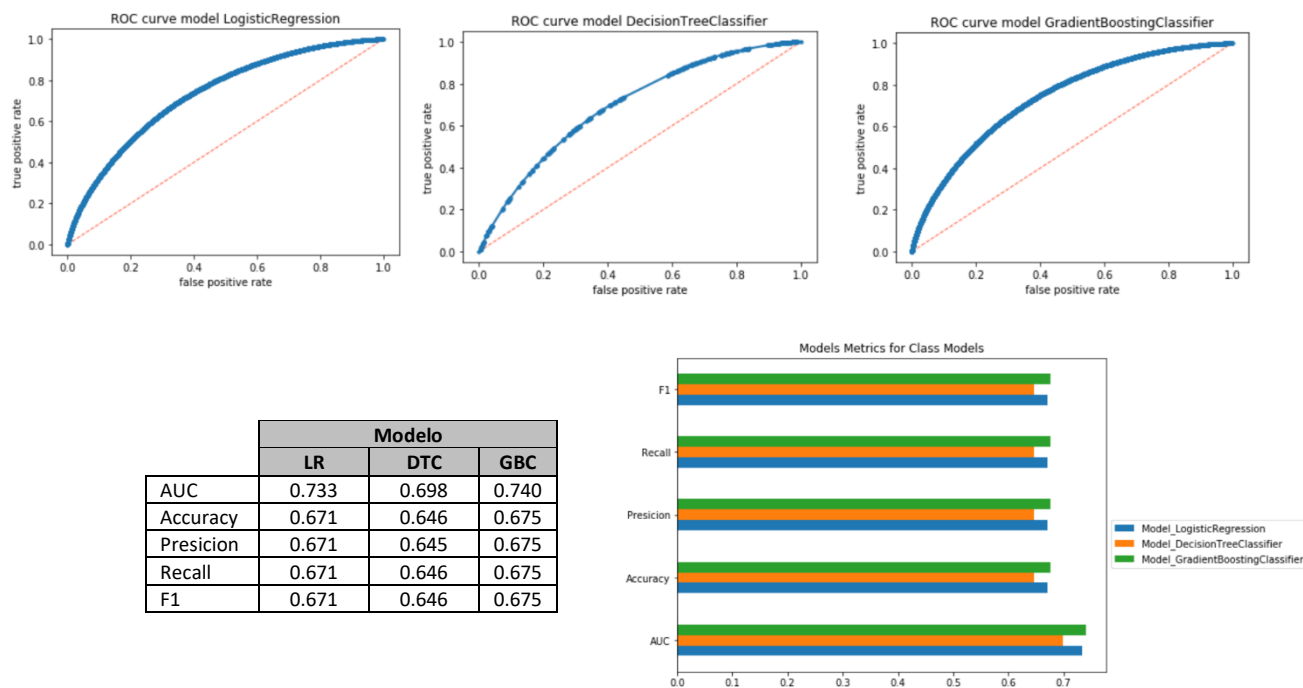 ROC curve model LogisticRegression
1.0
0.8
0.6
0.4
0.2
0.0
true positive rate
0.0 0.2 0.4 0.6 0.8 1.0
false positive rate
ROC curve model DecisionTreeClassifier
1.0
0.8
0.6
0.4
0.2
0.0
true positive rate
0.0 0.2 0.4 0.6 0.8 1.0
false positive rate
ROC curve model GradientBoostingClassifier
1.0
0.8
0.6
0.4
0.2
0.0
true positive rate
0.0 0.2 0.4 0.6 0.8 1.0
false positive rate
Modelo
LR DTC GBC
AUC 0.733 0.698 0.740
Accuracy 0.671 0.646 0.675
Presicion 0.671 0.645 0.675
Recall 0.671 0.646 0.675
F1 0.671 0.646 0.675
Models Metrics for Class Models
F1
Recall
Presicion
Accuracy
AUC
0.0 0.1 0.2 0.3 0.4 0.5 0.6 0.7
Model_LogisticRegression
Model_DecisionTreeClassifier
Model_GradientBoostingClassifier